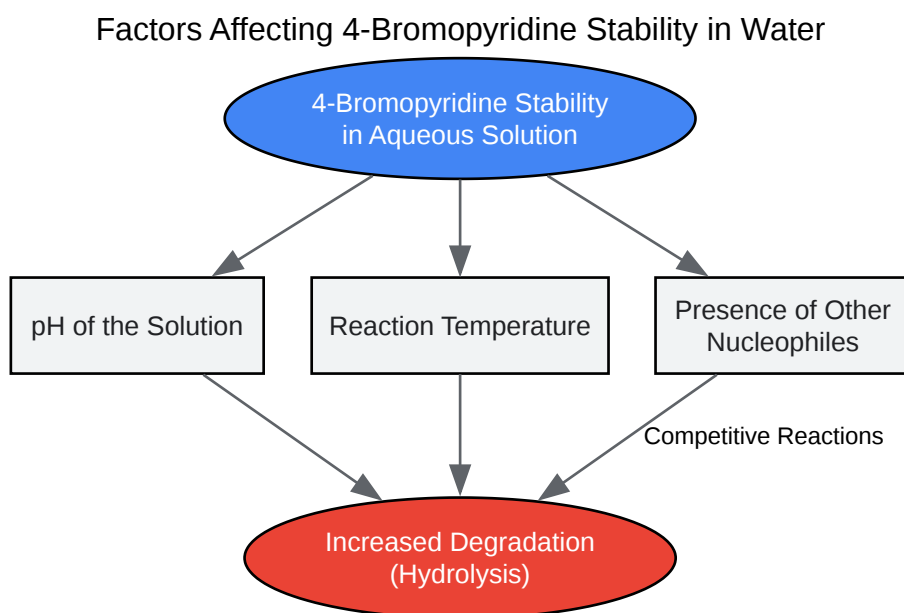 Factors Affecting 4-Bromopyridine Stability in Water
4-Bromopyridine Stability
in Aqueous Solution
pH of the Solution
Reaction Temperature
Presence of Other
Nucleophiles
Competitive Reactions
Increased Degradation
(Hydrolysis)